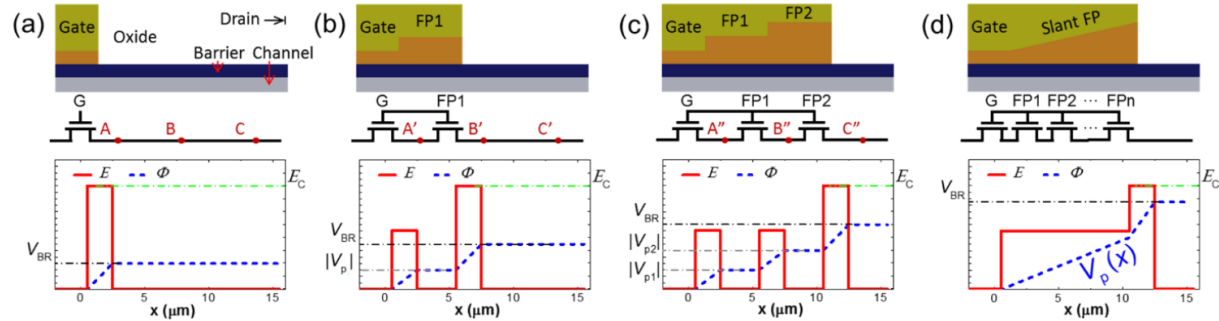 (a)
Drain
Gate
Oxide
Barrier
Channel
G
A
B
C
E
Φ
E_C
V_BR
0
5
10
15
x (μm)
(b)
Gate
FP1
G
FP1
A′
B′
C′
E
Φ
E_C
V_BR
|V_p|
0
5
10
15
x (μm)
(c)
Gate
FP1
FP2
G
FP1
FP2
A″
B″
C″
E
Φ
E_C
V_BR
|V_p2|
|V_p1|
0
5
10
15
x (μm)
(d)
Gate
Slant FP
G
FP1
FP2
···
FPn
E
Φ
E_C
V_BR
V_p(x)
0
5
10
15
x (μm)